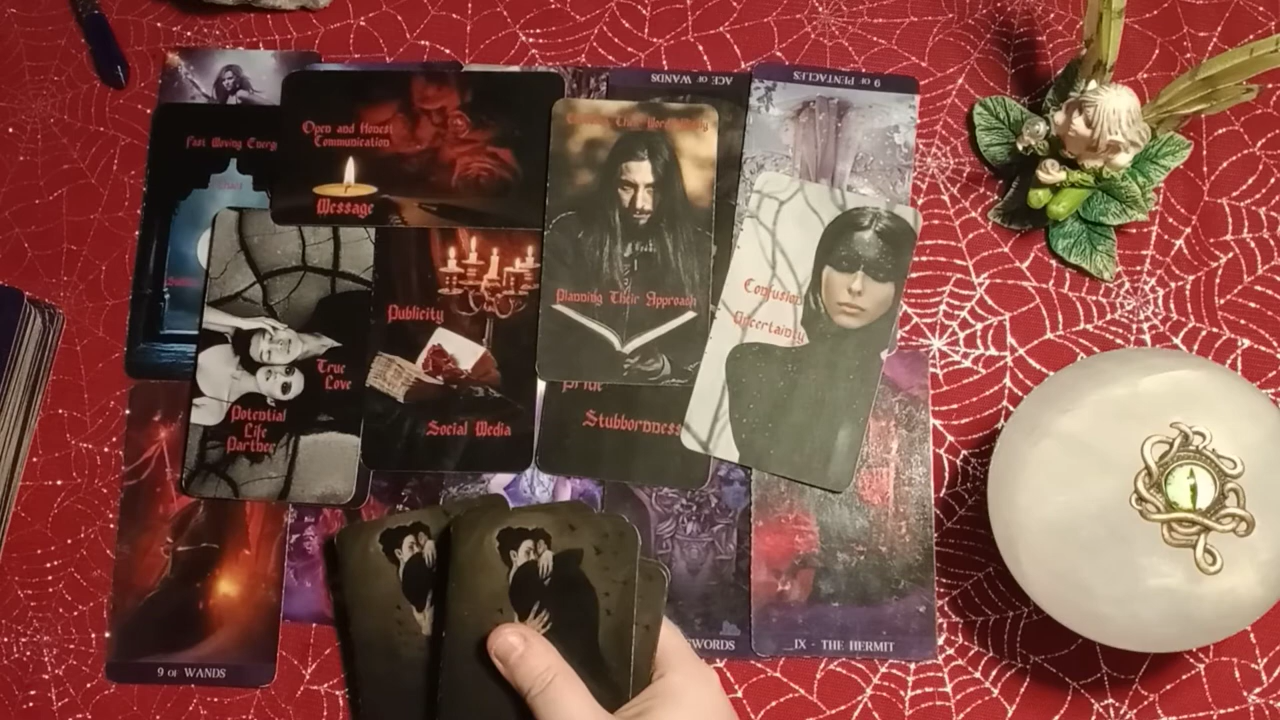 ACE OF WANDS
9 OF PENTACLES
Open and Honest
Communication
Message
Fast Moving Energ
Planning Their Approach
Confusion
Uncertainty
Publicity
Social Media
True
Love
Potential
Life
Partner
Pride
Stubbornness
9 OF WANDS
SWORDS
IX - THE HERMIT